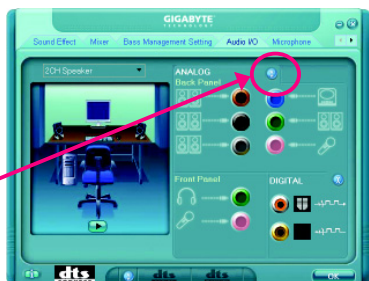 GIGABYTE
TECHNOLOGY
Sound Effect Mixer Bass Management Setting Audio I/O Microphone
2CH Speaker
ANALOG
Back Panel
Front Panel
DIGITAL
dts dts dts
OK